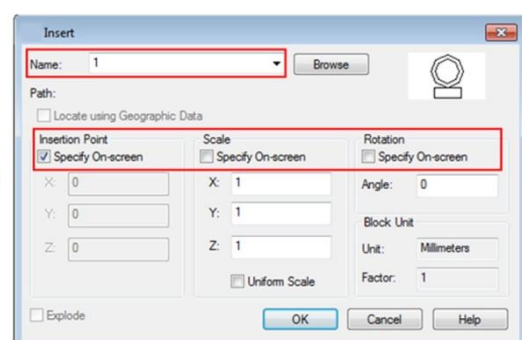 Insert
Name: 1 Browse
Path:
Locate using Geographic Data
Insertion Point Scale Rotation
Specify On-screen Specify On-screen Specify On-screen
X: 0 X: 1 Angle: 0
Y: 0 Y: 1 Block Unit
Z: 0 Z: 1 Unit: Millimeters
Uniform Scale Factor: 1
Explode OK Cancel Help